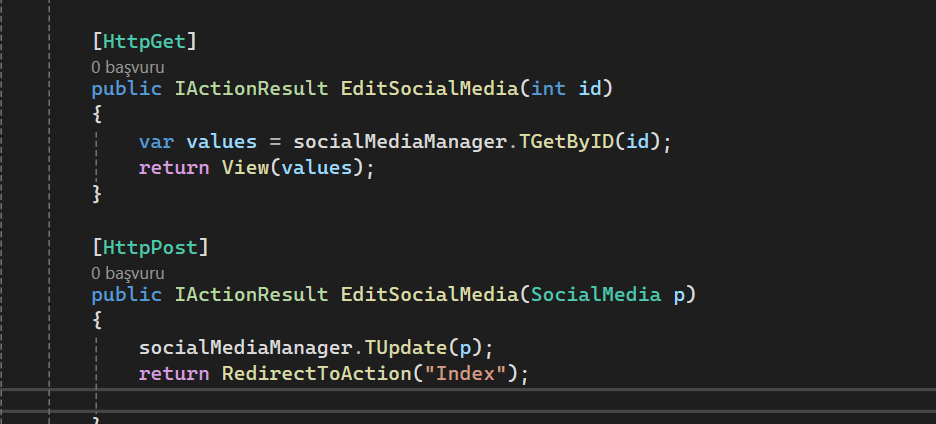 [HttpGet]
0 başvuru
public IActionResult EditSocialMedia(int id)
{
var values = socialMediaManager.TGetByID(id);
return View(values);
}
[HttpPost]
0 başvuru
public IActionResult EditSocialMedia(SocialMedia p)
{
socialMediaManager.TUpdate(p);
return RedirectToAction("Index");
}